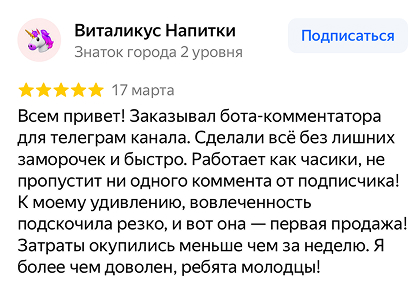 Виталикус Напитки
Подписаться
Знаток города 2 уровня
17 марта
Всем привет! Заказывал бота-комментатора
для телеграм канала. Сделали всё без лишних
заморочек и быстро. Работает как часики, не
пропустит ни одного коммента от подписчика!
К моему удивлению, вовлеченность
подскочила резко, и вот она — первая продажа!
Затраты окупились меньше чем за неделю. Я
более чем доволен, ребята молодцы!